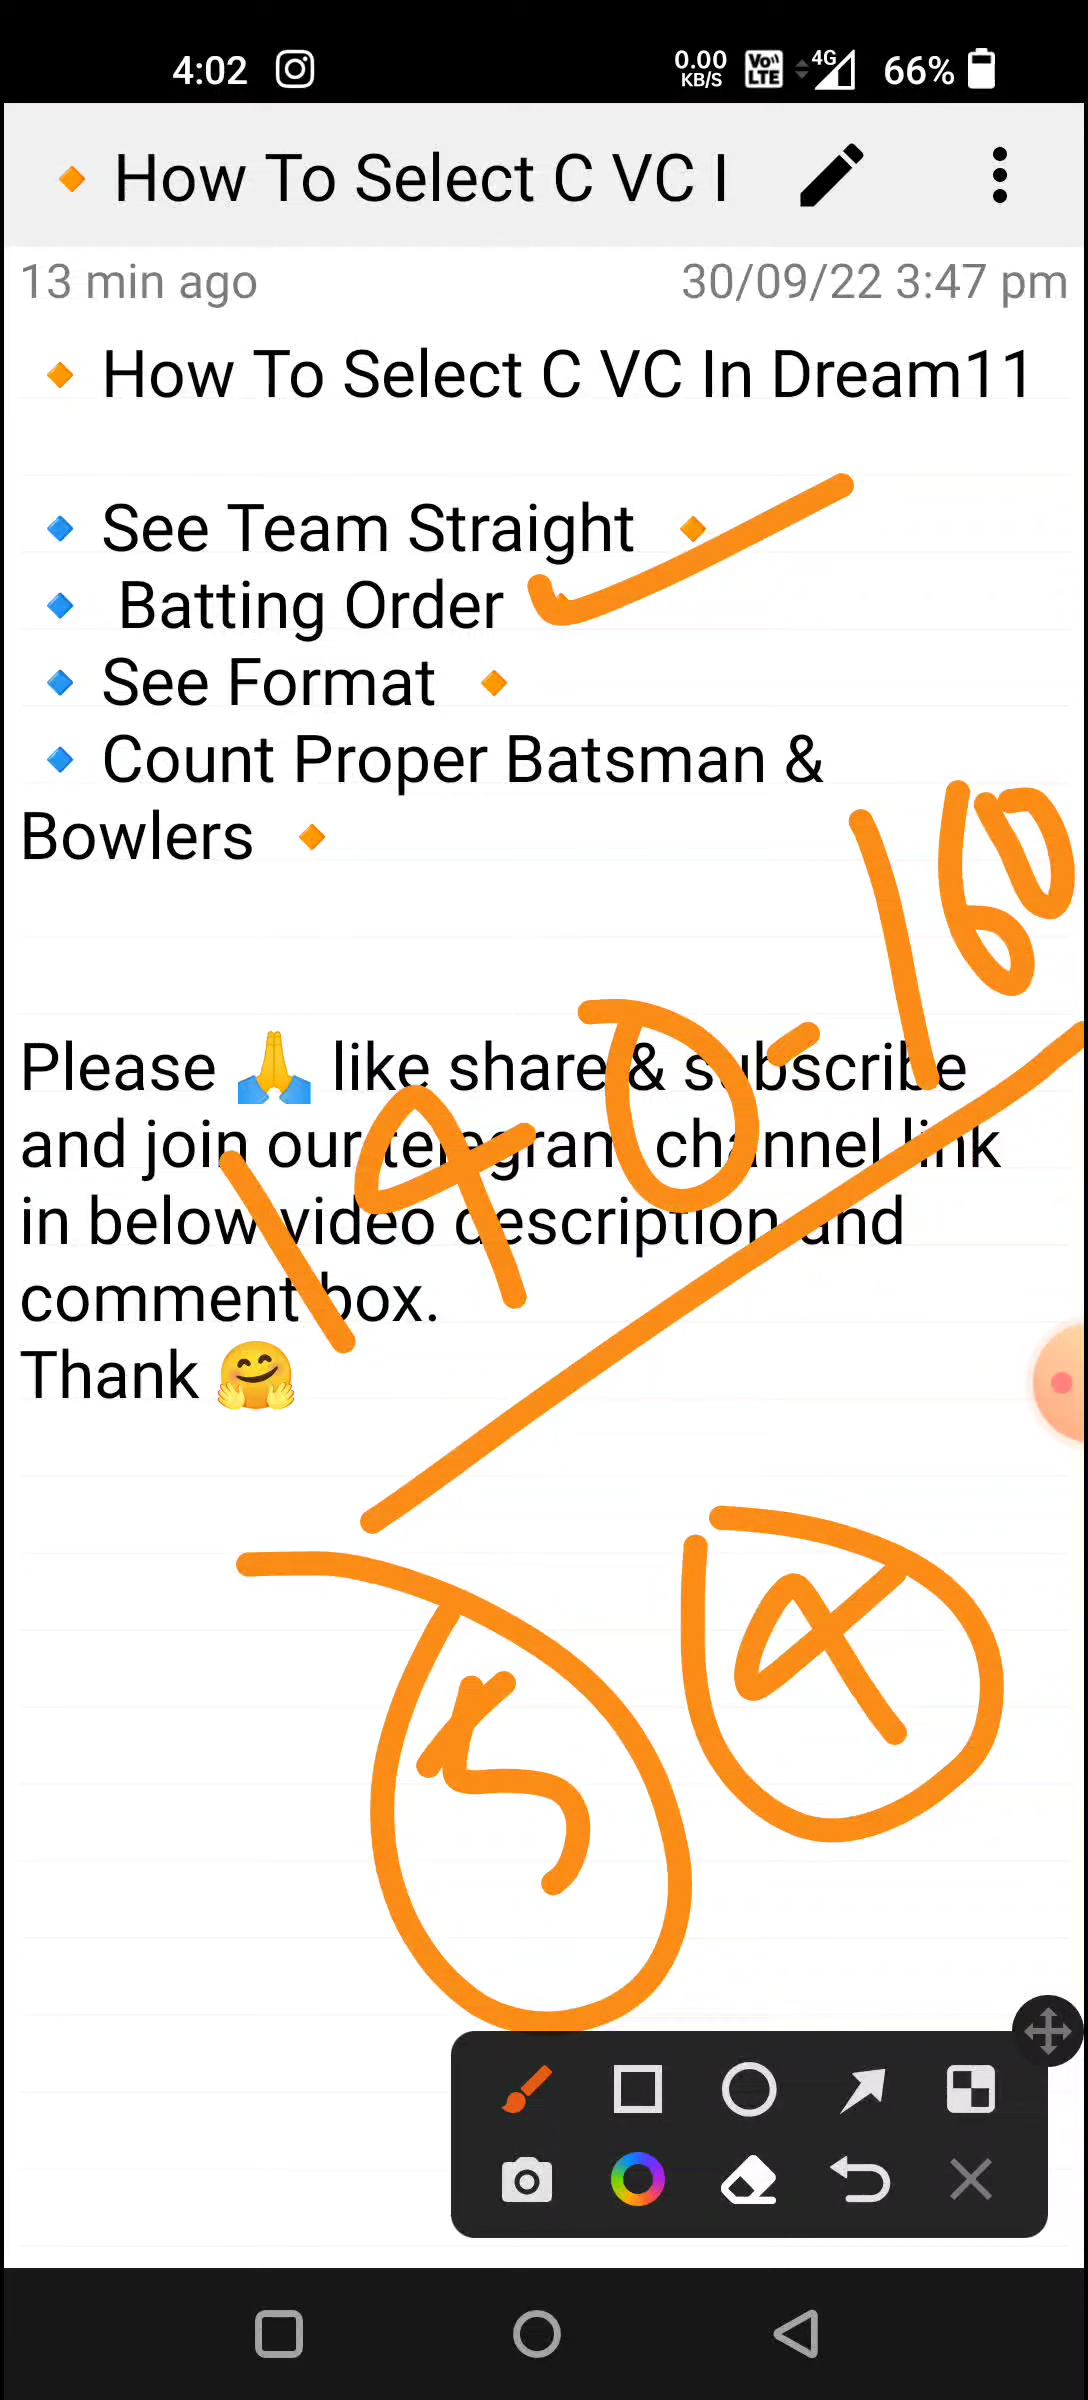 4:02 0.00 KB/S VoLTE 4G 66%
🔸 How To Select C VC I
13 min ago 30/09/22 3:47 pm
🔸 How To Select C VC In Dream11
🔹 See Team Straight 🔸
🔹 Batting Order
🔹 See Format 🔸
🔹 Count Proper Batsman &
Bowlers 🔸
160
Please 🙏 like share & subscribe
140-
and join our telegram channel link
in below video description and
comment box.
Thank 🤗
4
5